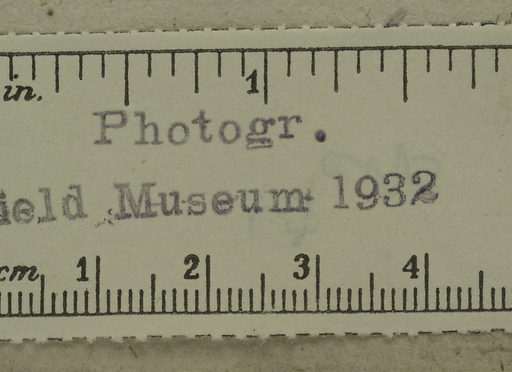 in. 1
Photogr.
ield Museum 1932
cm 1 2 3 4